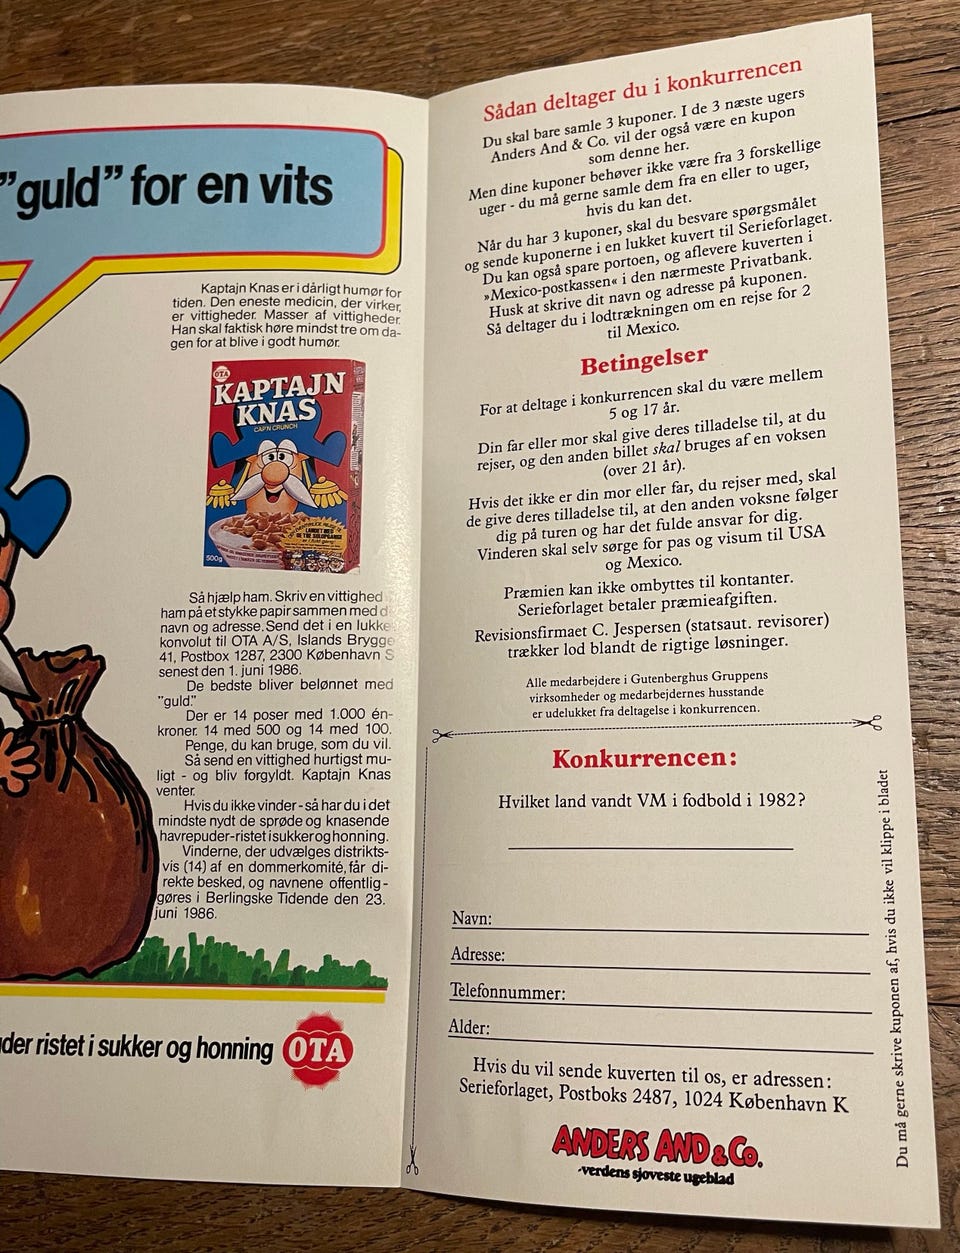 "guld" for en vits
Kaptajn Knas er i dårligt humør for
tiden. Den eneste medicin, der virker,
er vittigheder. Masser af vittigheder.
Han skal faktisk høre mindst tre om da-
gen for at blive i godt humør.
OTA
KAPTAJN
KNAS
CAP'N CRUNCH
500g
Så hjælp ham. Skriv en vittighed
ham på et stykke papir sammen med
navn og adresse. Send det i en lukke
konvolut til OTA A/S, Islands Brygge
41, Postbox 1287, 2300 København S
senest den 1. juni 1986.
De bedste bliver belønnet med
"guld."
Der er 14 poser med 1.000 én-
kroner. 14 med 500 og 14 med 100.
Penge, du kan bruge, som du vil.
Så send en vittighed hurtigst mu-
ligt - og bliv forgyldt. Kaptajn Knas
venter.
Hvis du ikke vinder - så har du i det
mindste nydt de sprøde og knasende
havrepuder-ristet i sukker og honning.
Vinderne, der udvælges distrikts-
vis (14) af en dommerkomité, får di-
rekte besked, og navnene offentlig-
gøres i Berlingske Tidende den 23.
juni 1986.
der ristet i sukker og honning
OTA
Sådan deltager du i konkurrencen
Du skal bare samle 3 kuponer. I de 3 næste ugers
Anders And & Co. vil der også være en kupon
som denne her.
Men dine kuponer behøver ikke være fra 3 forskellige
uger - du må gerne samle dem fra en eller to uger,
hvis du kan det.
Når du har 3 kuponer, skal du besvare spørgsmålet
og sende kuponerne i en lukket kuvert til Serieforlaget.
Du kan også spare portoen, og aflevere kuverten i
»Mexico-postkassen« i den nærmeste Privatbank.
Husk at skrive dit navn og adresse på kuponen.
Så deltager du i lodtrækningen om en rejse for 2
til Mexico.
Betingelser
For at deltage i konkurrencen skal du være mellem
5 og 17 år.
Din far eller mor skal give deres tilladelse til, at du
rejser, og den anden billet skal bruges af en voksen
(over 21 år).
Hvis det ikke er din mor eller far, du rejser med, skal
de give deres tilladelse til, at den anden voksne følger
dig på turen og har det fulde ansvar for dig.
Vinderen skal selv sørge for pas og visum til USA
og Mexico.
Præmien kan ikke ombyttes til kontanter.
Serieforlaget betaler præmieafgiften.
Revisionsfirmaet C. Jespersen (statsaut. revisorer)
trækker lod blandt de rigtige løsninger.
Alle medarbejdere i Gutenberghus Gruppens
virksomheder og medarbejdernes husstande
er udelukket fra deltagelse i konkurrencen.
Konkurrencen:
Hvilket land vandt VM i fodbold i 1982?
Navn:
Adresse:
Telefonnummer:
Alder:
Hvis du vil sende kuverten til os, er adressen:
Serieforlaget, Postboks 2487, 1024 København K
ANDERS AND & Co.
-verdens sjoveste ugeblad
Du må gerne skrive kuponen af, hvis du ikke vil klippe i bladet